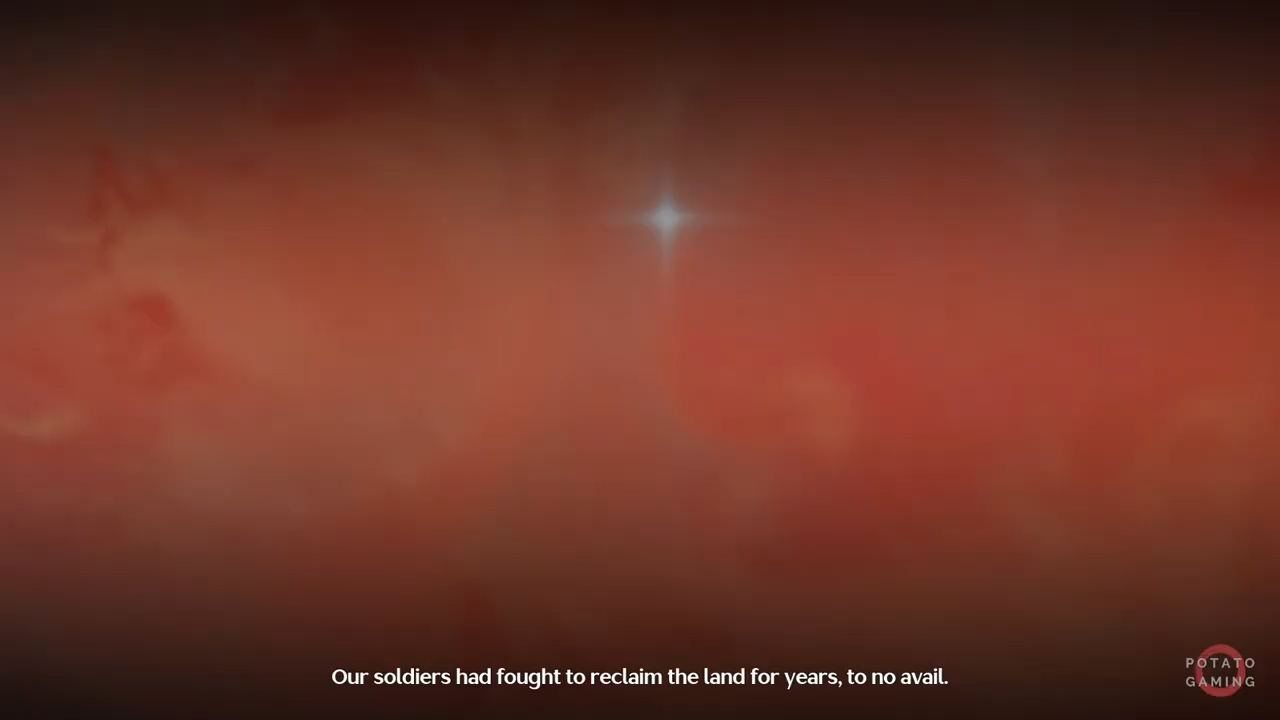 Our soldiers had fought to reclaim the land for years, to no avail.
POTATO
GAMING